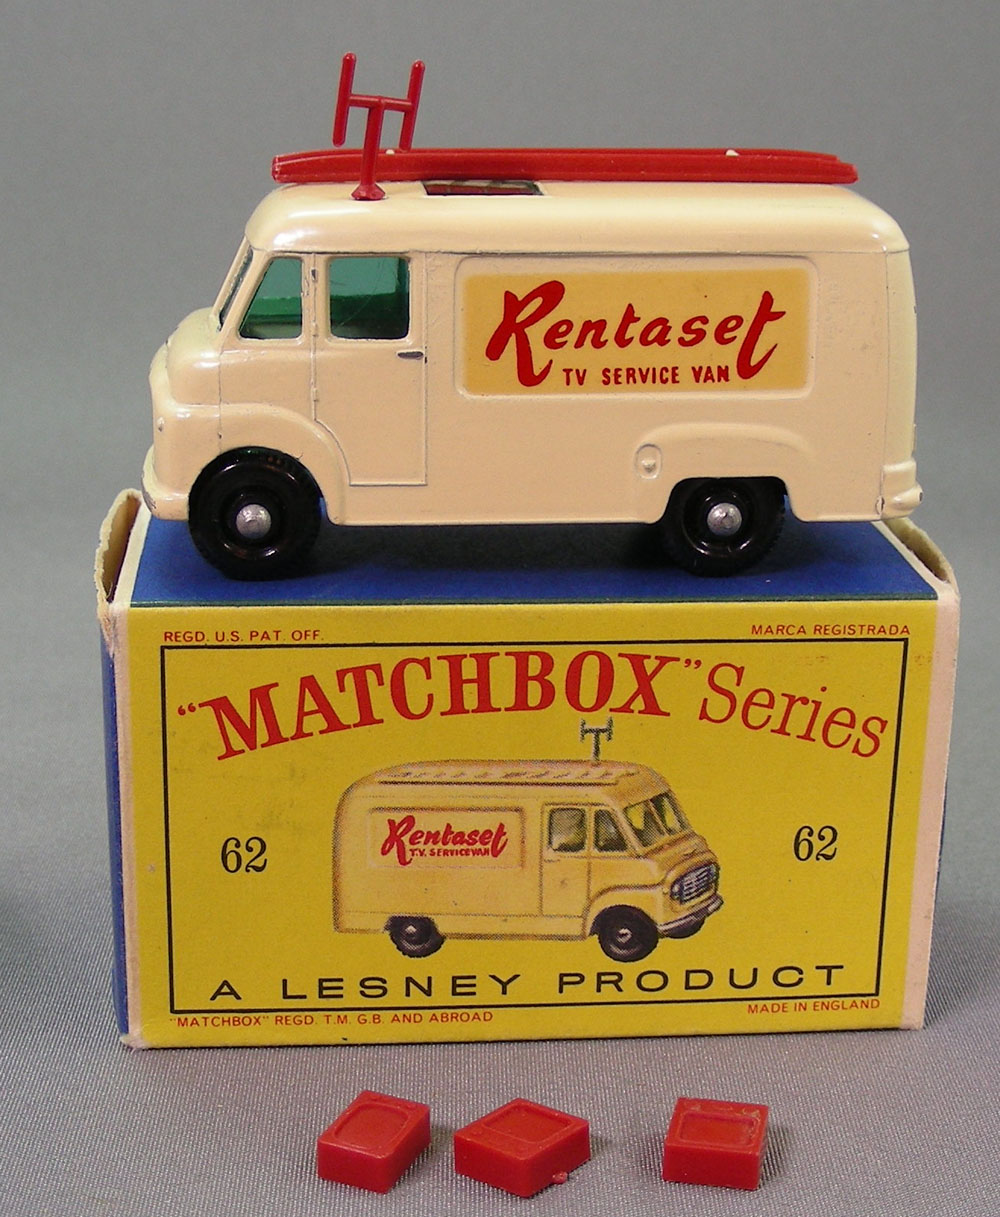 Rentaset
TV SERVICE VAN
REGD. U.S. PAT. OFF.
MARCA REGISTRADA
"MATCHBOX" Series
Rentaset
T.V. SERVICE VAN
62
62
A LESNEY PRODUCT
"MATCHBOX" REGD. T.M. G.B. AND ABROAD
MADE IN ENGLAND